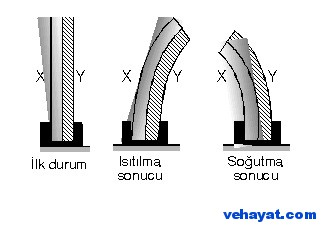 X Y X Y X Y
İlk durum Isıtılma Soğutma
sonucu sonucu
vehayat.com